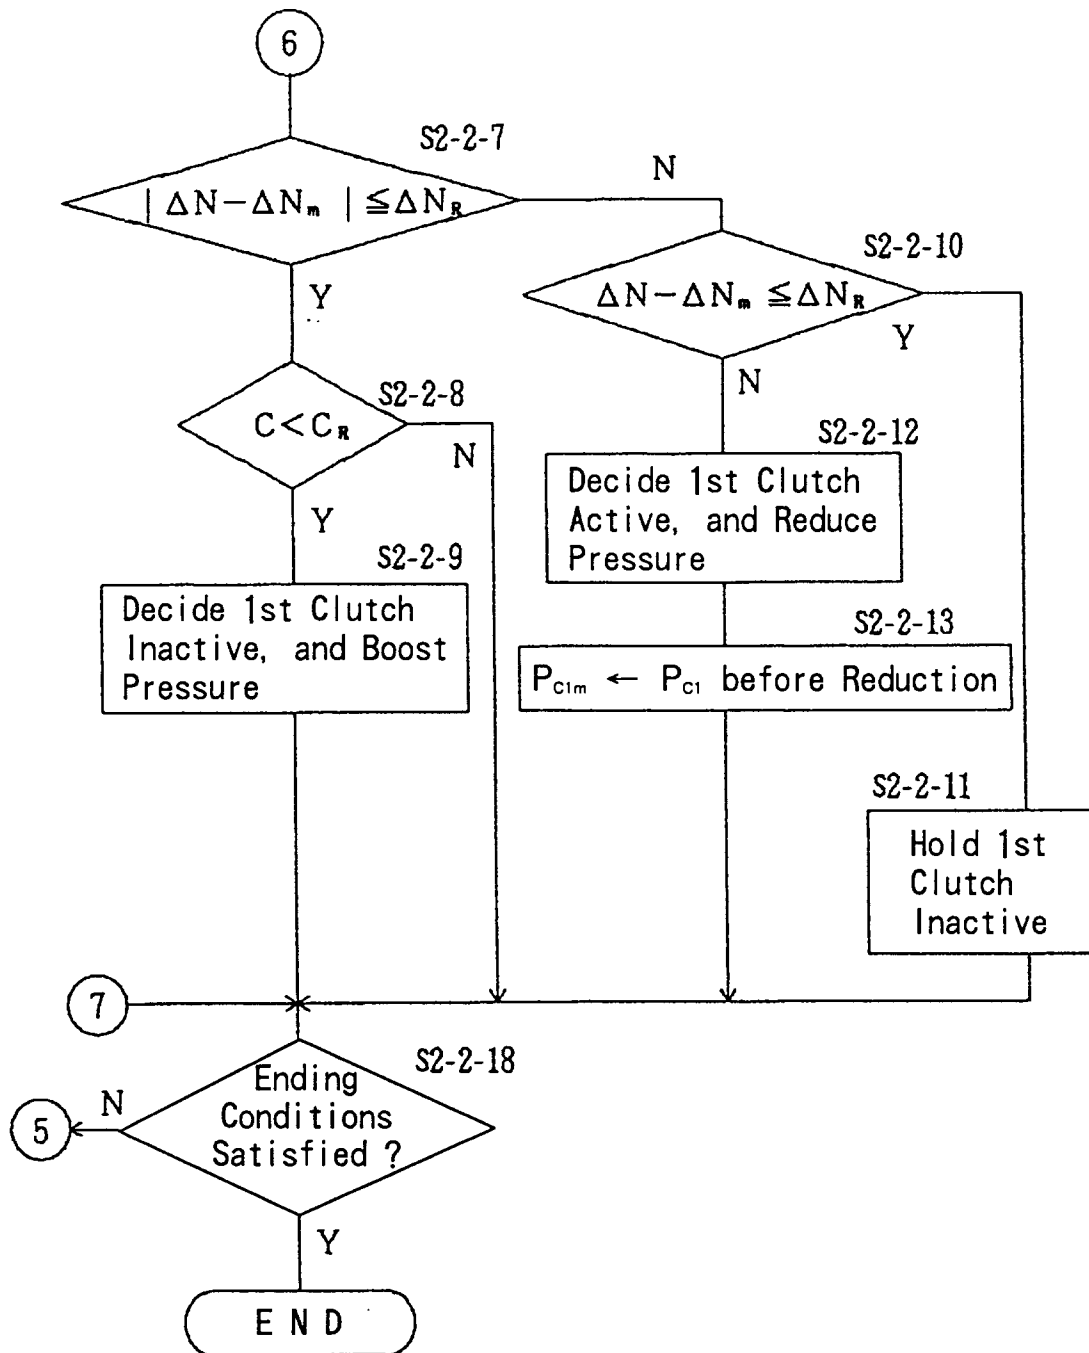 6
S2-2-7
| ΔN−ΔNm | ≦ΔNR
N
Y
S2-2-10
ΔN−ΔNm ≦ΔNR
Y
N
S2-2-8
C<CR
N
Y
S2-2-12
Decide 1st Clutch
Active, and Reduce
Pressure
S2-2-9
Decide 1st Clutch
Inactive, and Boost
Pressure
S2-2-13
PC1m ← PC1 before Reduction
S2-2-11
Hold 1st
Clutch
Inactive
7
S2-2-18
Ending
Conditions
Satisfied ?
N
5
Y
END